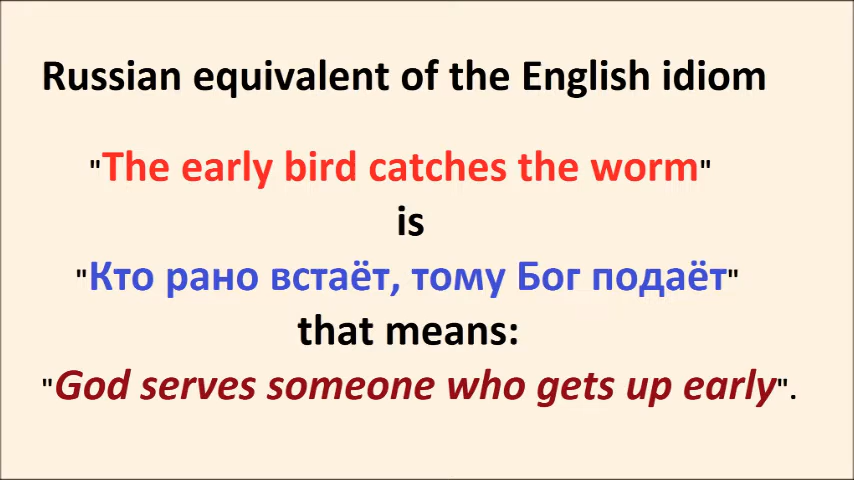 Russian equivalent of the English idiom
"The early bird catches the worm"
is
"Кто рано встаёт, тому Бог подаёт"
that means:
"God serves someone who gets up early".